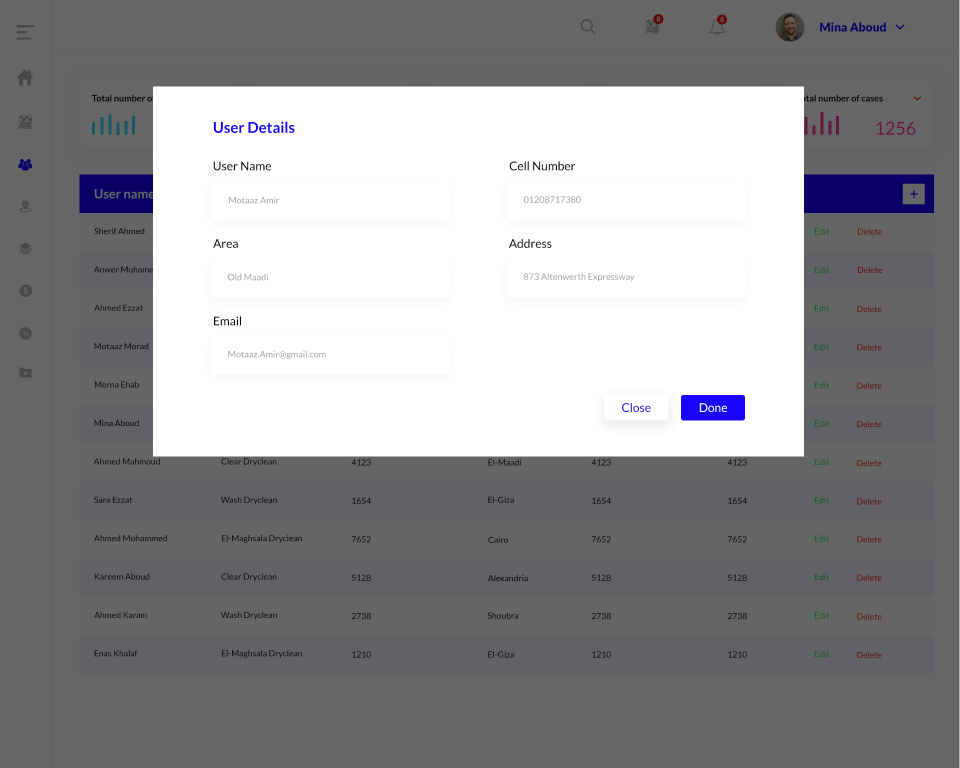 8
8
Mina Aboud
Total number o
tal number of cases
1256
User Details
User Name
Cell Number
Motaaz Amir
01208717380
Area
Address
Old Maadi
873 Altenwerth Expressway
Email
Motaaz.Amir@gmail.com
Close
Done
User name
+
Sherif Ahmed
Edit
Delete
Anwer Muhame
Edit
Delete
Ahmed Ezzat
Edit
Delete
Motaaz Morad
Edit
Delete
Merna Ehab
Edit
Delete
Mina Aboud
Edit
Delete
Ahmed Mahmoud Clear Dryclean 4123 El-Maadi 4123 4123 Edit Delete
Sara Ezzat Wash Dryclean 1654 El-Giza 1654 1654 Edit Delete
Ahmed Mohammed El-Maghsala Dryclean 7652 Cairo 7652 7652 Edit Delete
Kareem Aboud Clear Dryclean 5128 Alexandria 5128 5128 Edit Delete
Ahmed Karam Wash Dryclean 2738 Shoubra 2738 2738 Edit Delete
Enas Khalaf El-Maghsala Dryclean 1210 El-Giza 1210 1210 Edit Delete